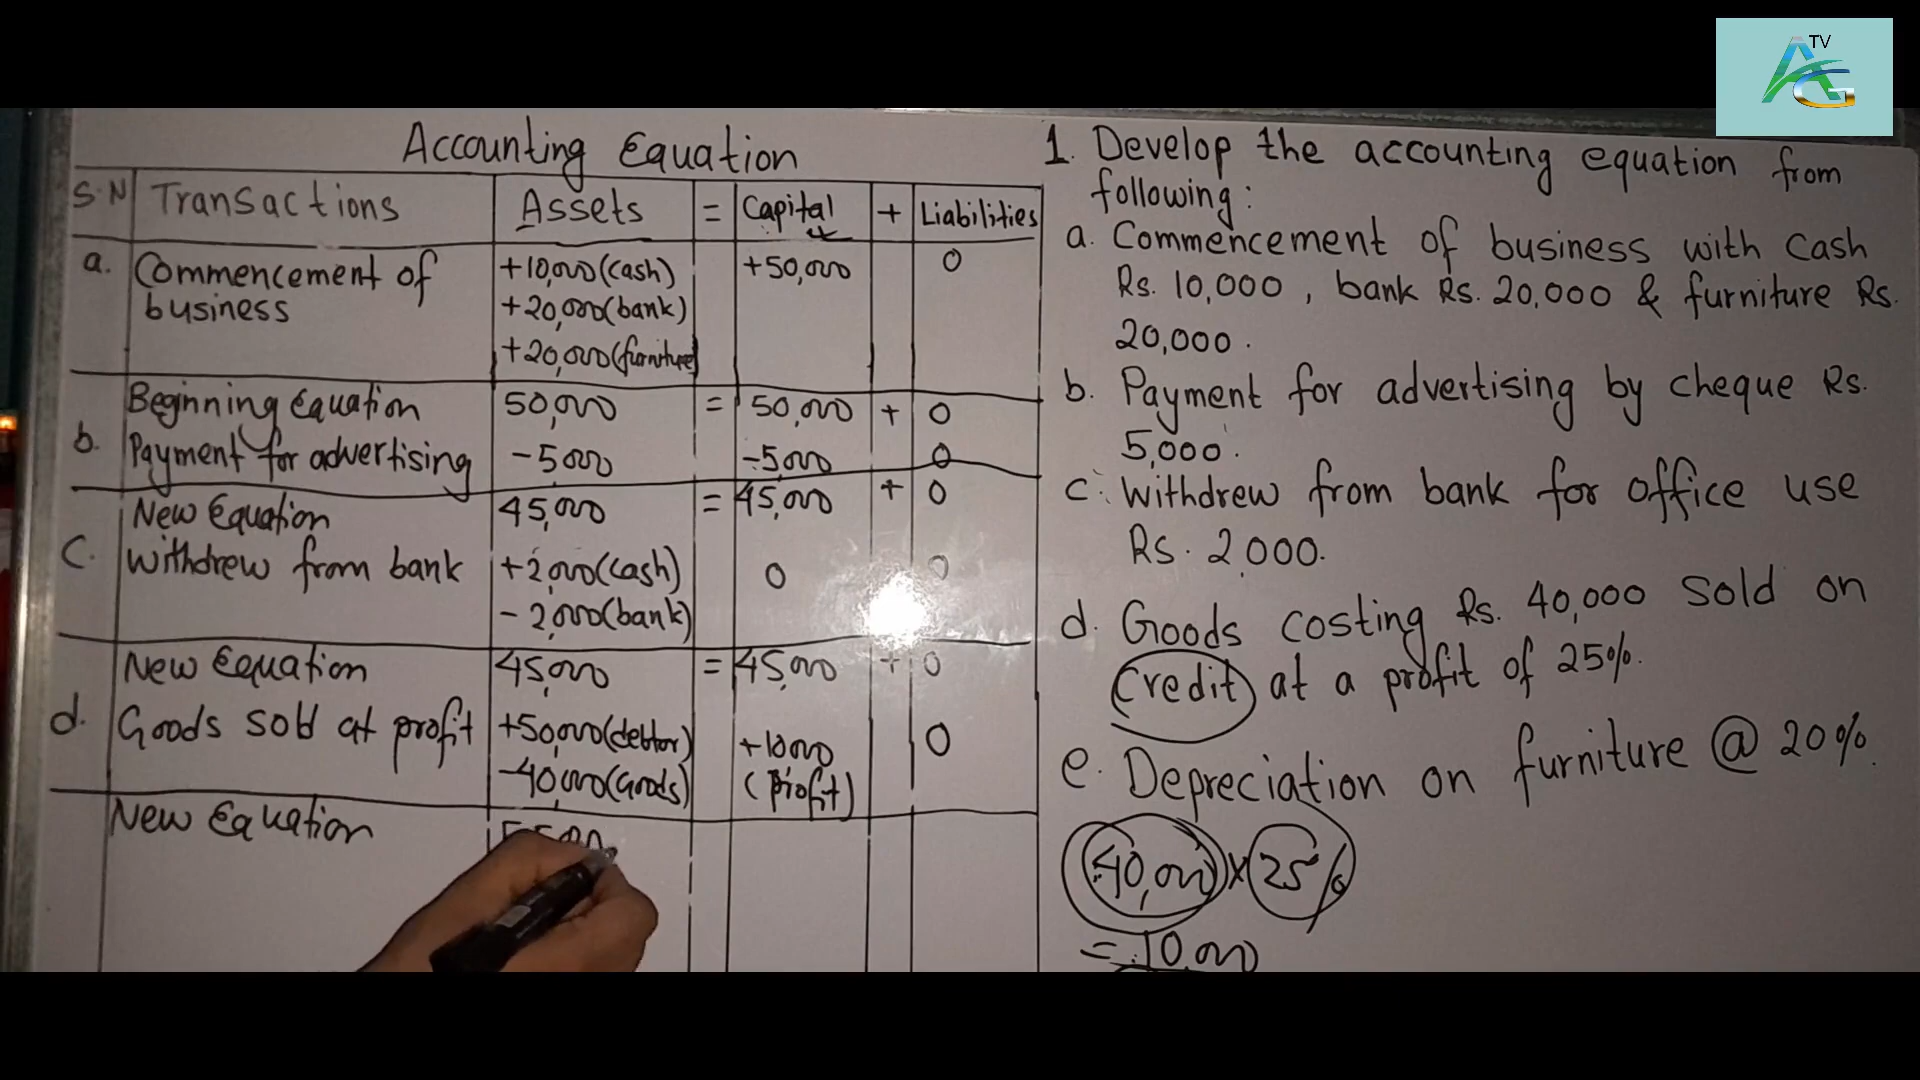 TV
AG
Accounting Equation
S.N Transactions Assets = Capital + Liabilities
a. Commencement of business +10,000(cash) +50,000 0
+20,000(bank)
+20,000(furniture)
Beginning Equation 50,000 = 50,000 + 0
b. Payment for advertising -5,000 -5,000 0
New Equation 45,000 = 45,000 + 0
C. Withdrew from bank +2,000(cash) 0 0
-2,000(bank)
New Equation 45,000 = 45,000 + 0
d. Goods sold at profit +50,000(debtor) +10,000 0
-40,000(Goods) (profit)
New Equation
1. Develop the accounting equation from
following:
a. Commencement of business with cash
Rs. 10,000, bank Rs. 20,000 & furniture Rs.
20,000.
b. Payment for advertising by cheque Rs.
5,000.
c. Withdrew from bank for office use
Rs. 2,000.
d. Goods costing Rs. 40,000 sold on
credit at a profit of 25%.
e. Depreciation on furniture @ 20%.
40,000 x 25%
= 10,000